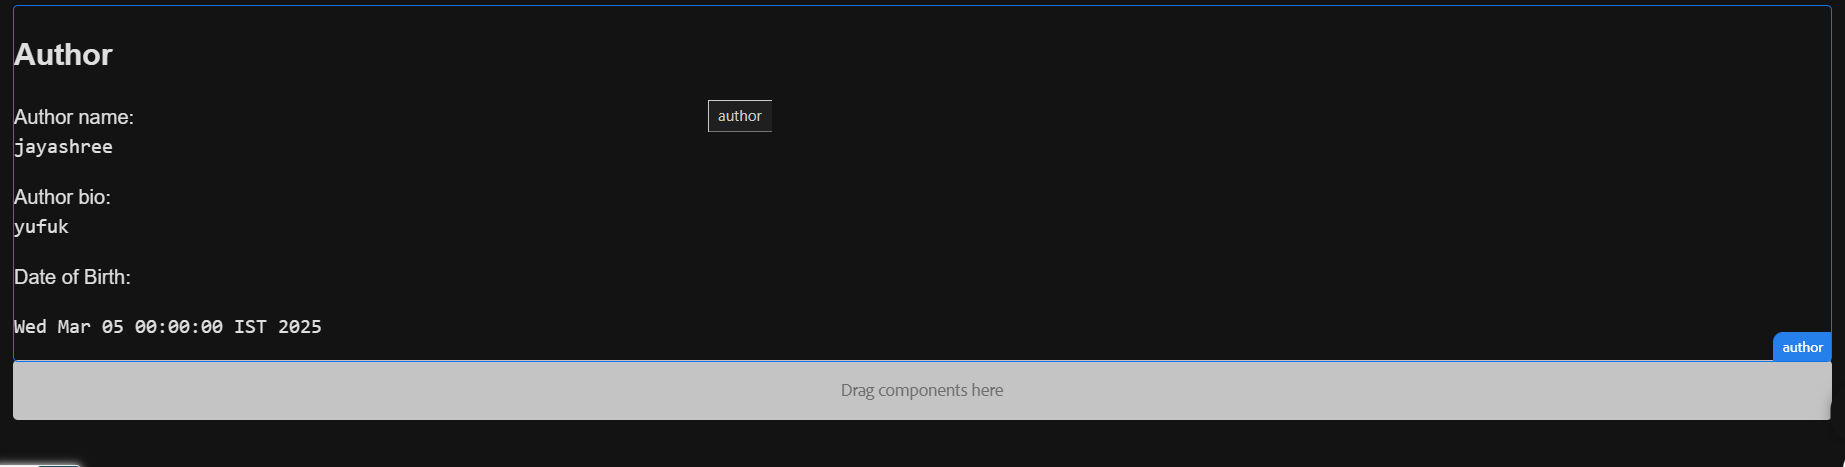 Author
Author name:
author
jayashree
Author bio:
yufuk
Date of Birth:
Wed Mar 05 00:00:00 IST 2025
author
Drag components here